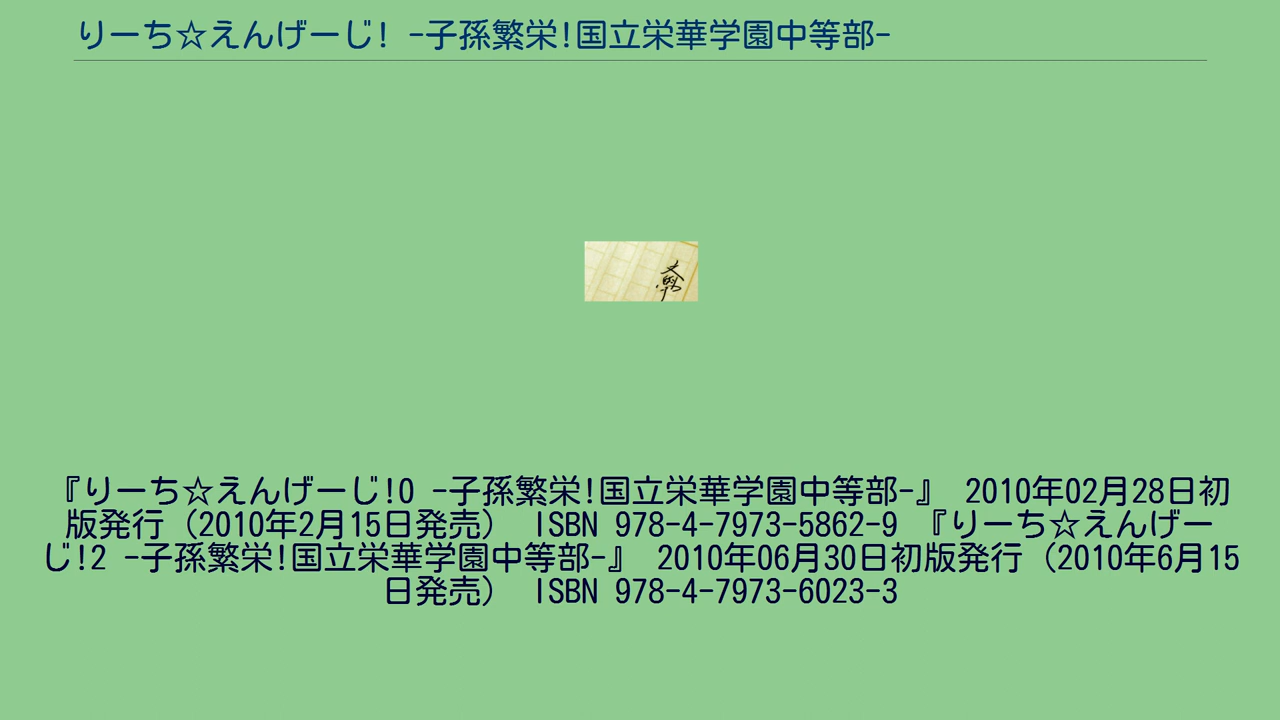 りーち☆えんげーじ! -子孫繁栄!国立栄華学園中等部-
『りーち☆えんげーじ!0 -子孫繁栄!国立栄華学園中等部-』 2010年02月28日初
版発行（2010年2月15日発売） ISBN 978-4-7973-5862-9 『りーち☆えんげー
じ!2 -子孫繁栄!国立栄華学園中等部-』 2010年06月30日初版発行（2010年6月15
日発売） ISBN 978-4-7973-6023-3